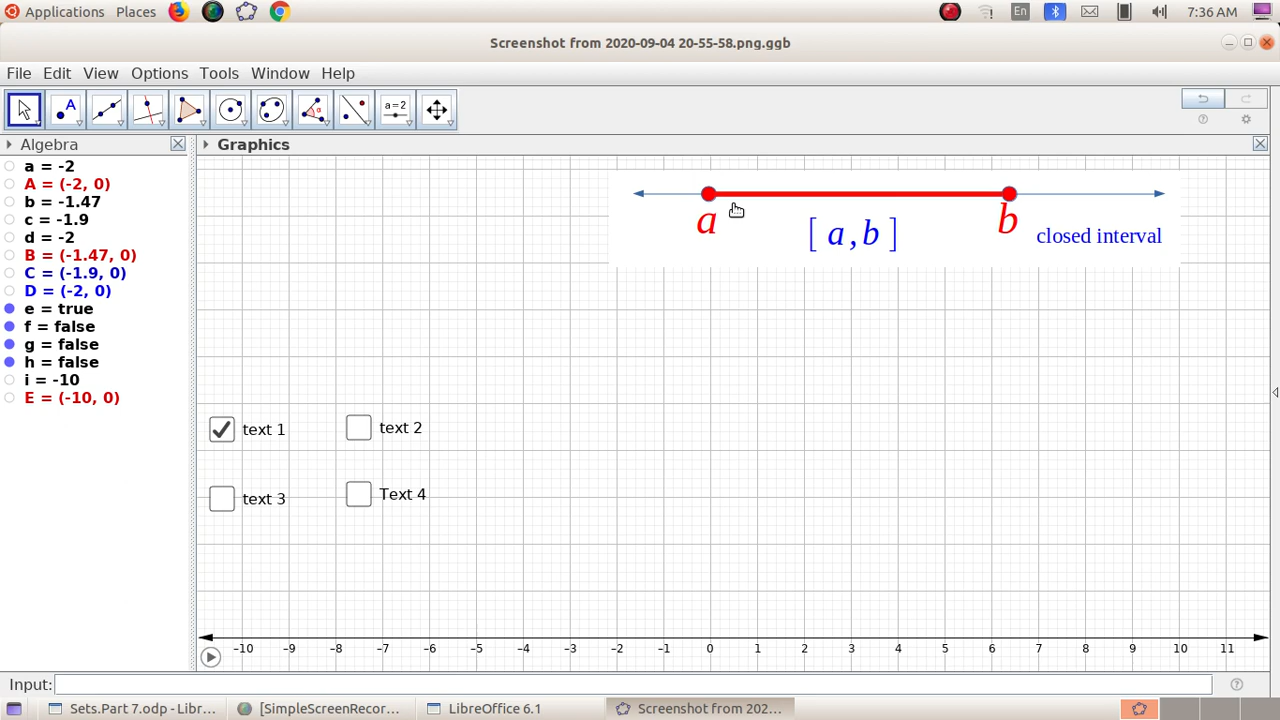 Applications Places En 7:36 AM
Screenshot from 2020-09-04 20-55-58.png.ggb
File Edit View Options Tools Window Help
A α a=2
Algebra Graphics
a = -2
A = (-2, 0)
b = -1.47
c = -1.9
d = -2
B = (-1.47, 0)
C = (-1.9, 0)
D = (-2, 0)
e = true
f = false
g = false
h = false
i = -10
E = (-10, 0)
a [ a , b ] b closed interval
text 1 text 2
text 3 Text 4
–10 –9 –8 –7 –6 –5 –4 –3 –2 –1 0 1 2 3 4 5 6 7 8 9 10 11
Input:
Sets.Part 7.odp - Libr... [SimpleScreenRecor... LibreOffice 6.1 Screenshot from 202...